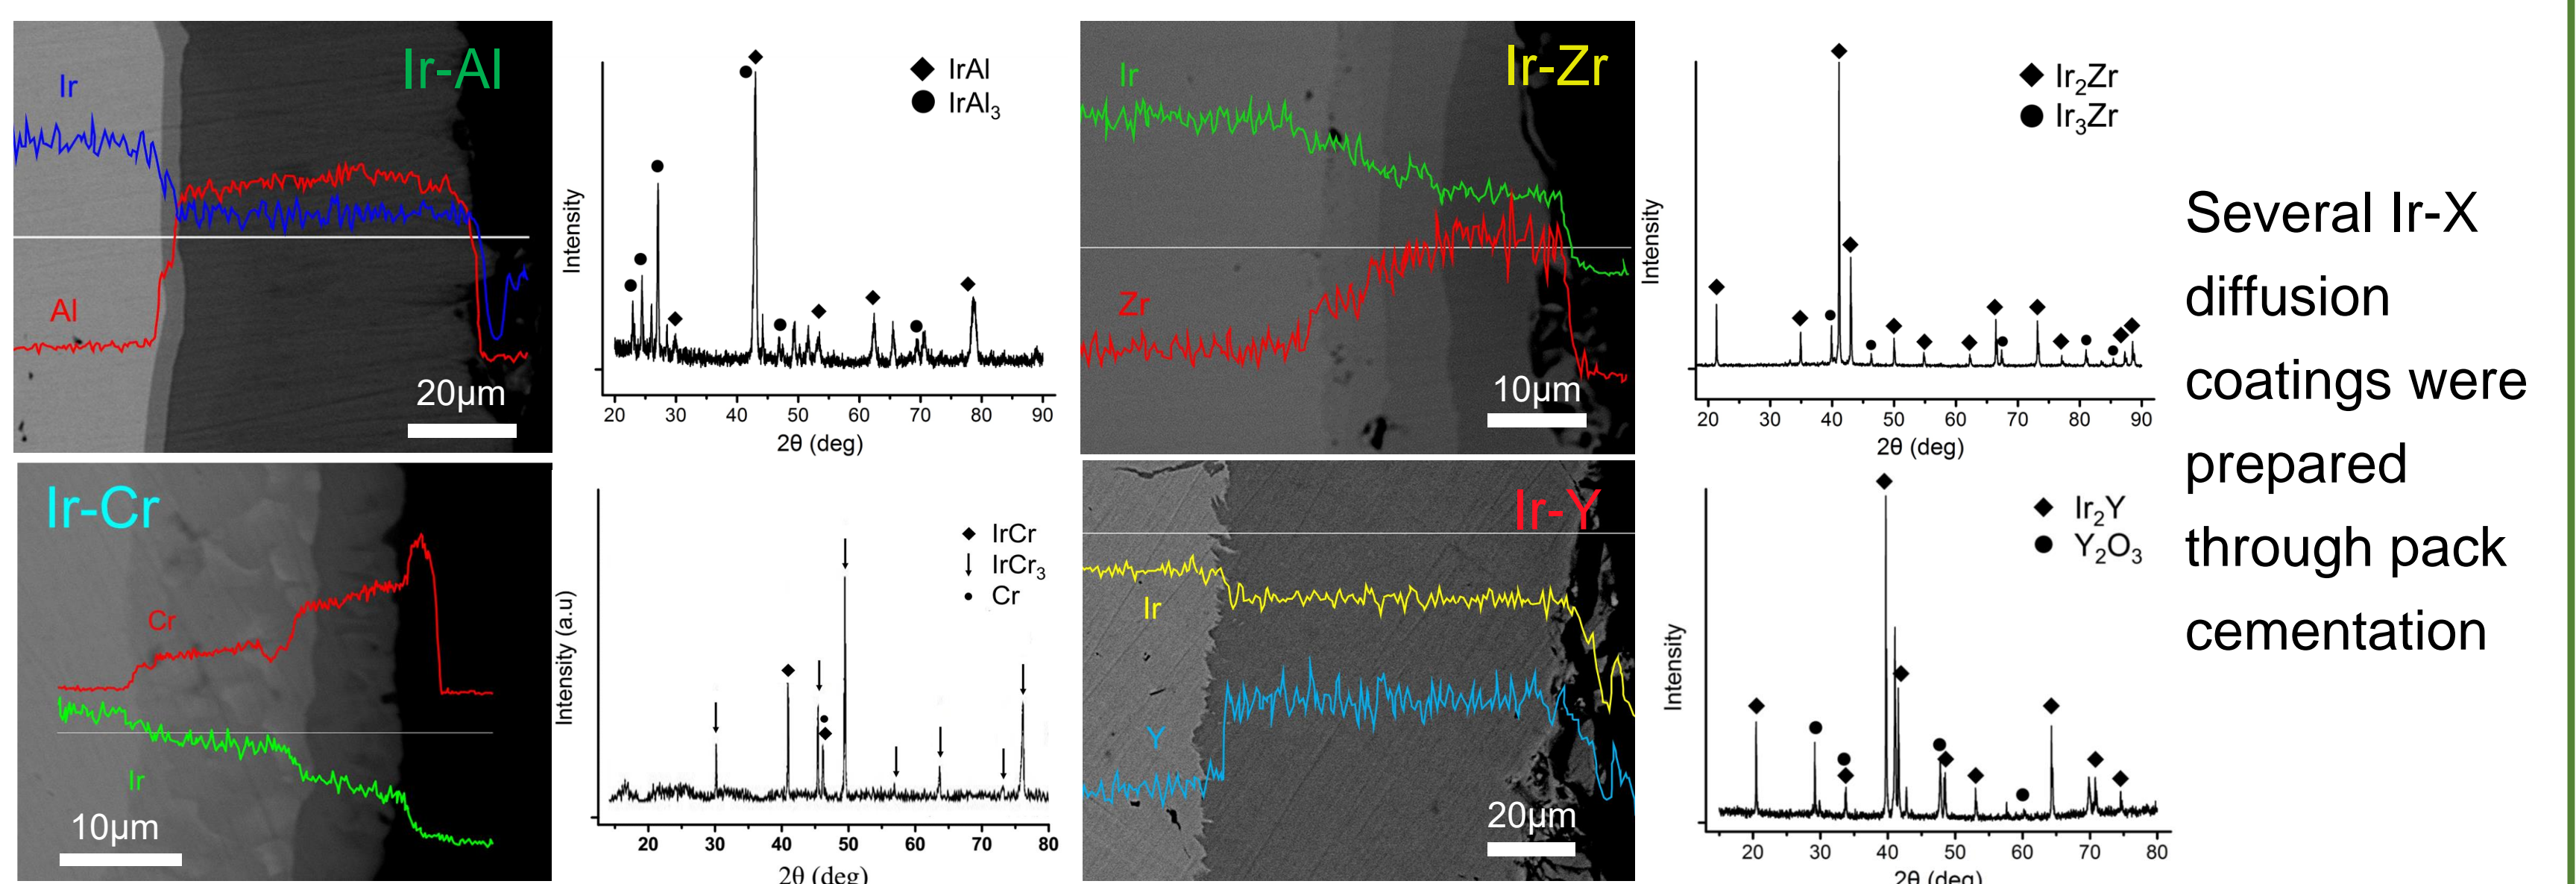 Ir-Al
Ir
Al
20μm
Intensity
◆ IrAl
● IrAl₃
20 30 40 50 60 70 80 90
2θ (deg)
Ir-Zr
Ir
Zr
10μm
Intensity
◆ Ir₂Zr
● Ir₃Zr
20 30 40 50 60 70 80 90
2θ (deg)
Ir-Cr
Cr
Ir
10μm
Intensity (a.u)
◆ IrCr
↓ IrCr₃
• Cr
20 30 40 50 60 70 80
2θ (deg)
Ir-Y
Ir
Y
20μm
Intensity
◆ Ir₂Y
● Y₂O₃
20 30 40 50 60 70 80
2θ (deg)
Several Ir-X
diffusion
coatings were
prepared
through pack
cementation